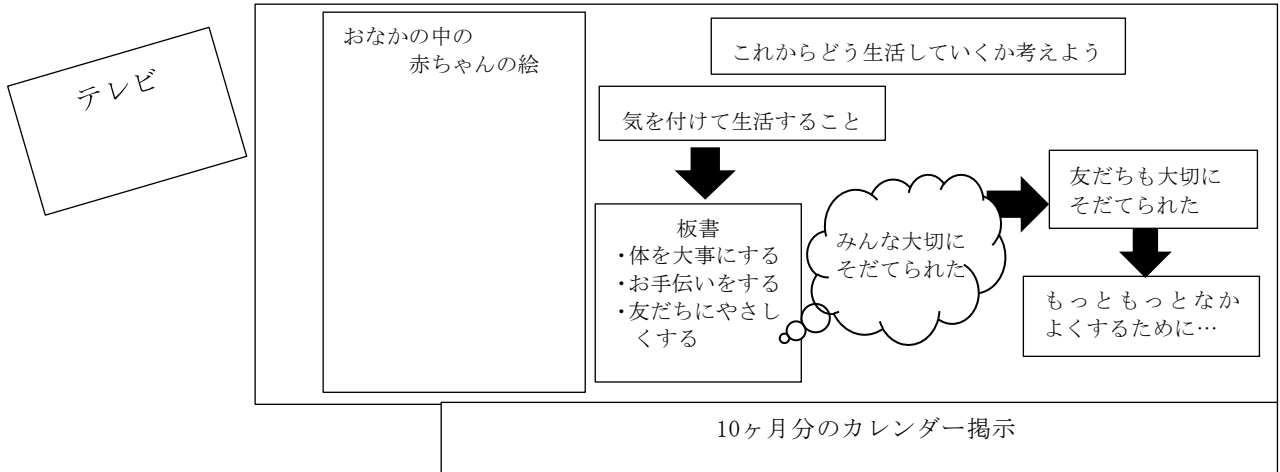 テレビ
おなかの中の
赤ちゃんの絵
これからどう生活していくか考えよう
気を付けて生活すること
板書
・体を大事にする
・お手伝いをする
・友だちにやさし
くする
みんな大切に
そだてられた
友だちも大切に
そだてられた
もっともっとなか
よくするために…
10ヶ月分のカレンダー掲示